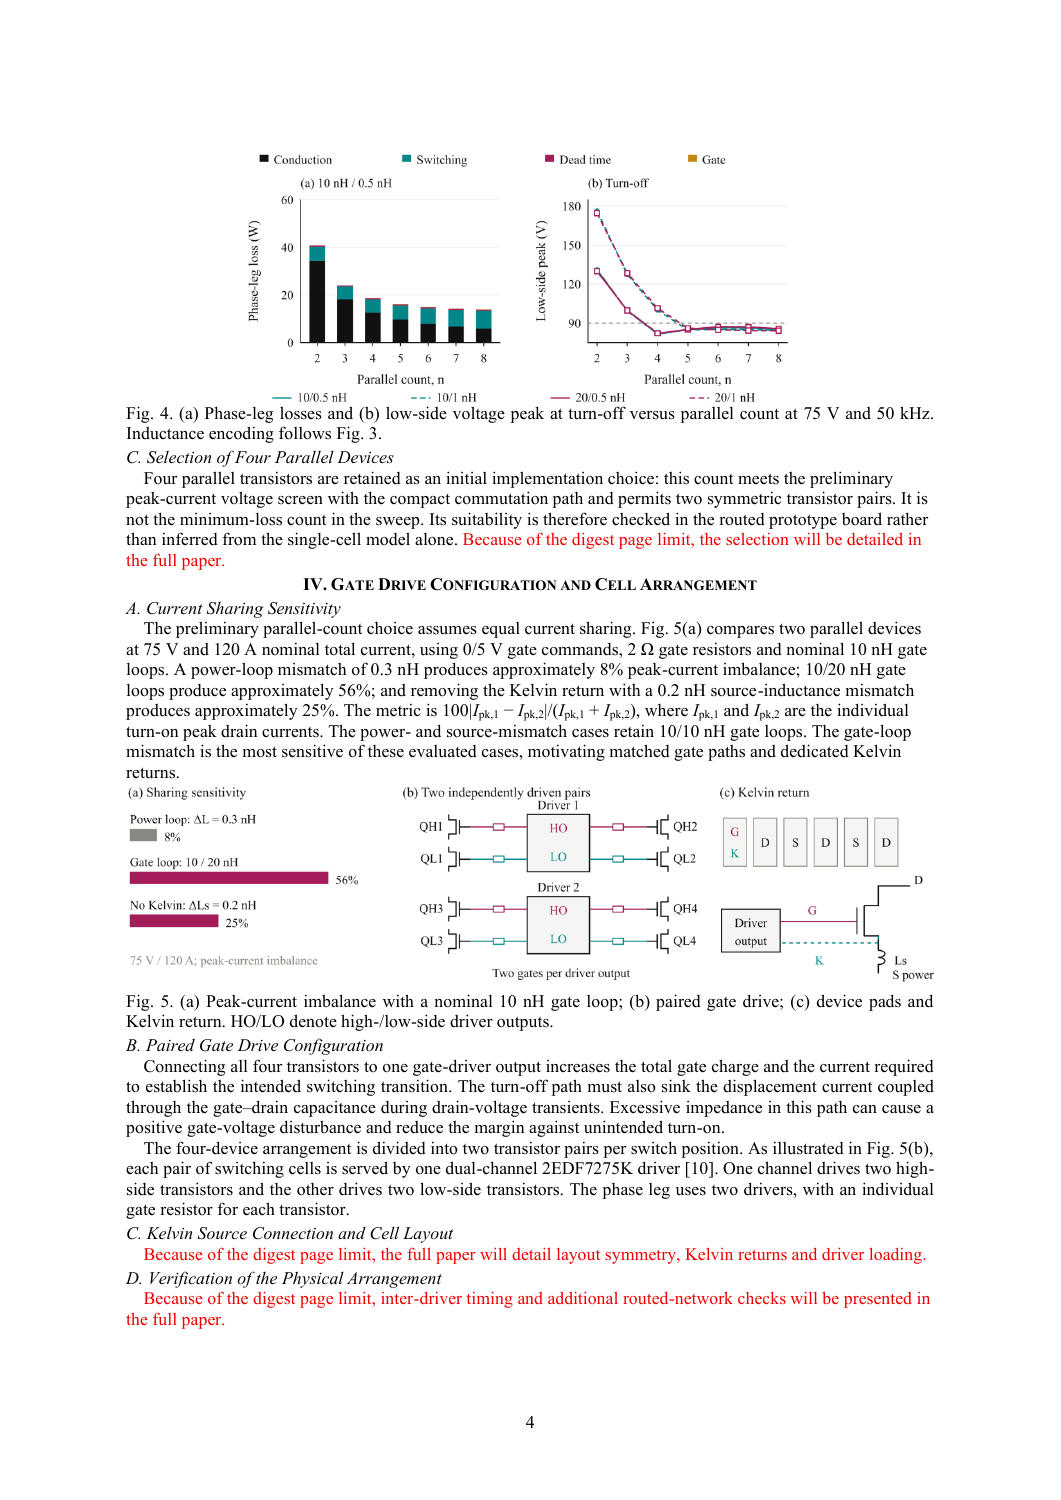 Conduction Switching Dead time Gate
(a) 10 nH / 0.5 nH
(b) Turn-off
Phase-leg loss (W)
60
40
20
0
2 3 4 5 6 7 8
Parallel count, n
Low-side peak (V)
180
150
120
90
2 3 4 5 6 7 8
Parallel count, n
10/0.5 nH 10/1 nH 20/0.5 nH 20/1 nH
Fig. 4. (a) Phase-leg losses and (b) low-side voltage peak at turn-off versus parallel count at 75 V and 50 kHz.
Inductance encoding follows Fig. 3.
C. Selection of Four Parallel Devices
Four parallel transistors are retained as an initial implementation choice: this count meets the preliminary
peak-current voltage screen with the compact commutation path and permits two symmetric transistor pairs. It is
not the minimum-loss count in the sweep. Its suitability is therefore checked in the routed prototype board rather
than inferred from the single-cell model alone. Because of the digest page limit, the selection will be detailed in
the full paper.
IV. GATE DRIVE CONFIGURATION AND CELL ARRANGEMENT
A. Current Sharing Sensitivity
The preliminary parallel-count choice assumes equal current sharing. Fig. 5(a) compares two parallel devices
at 75 V and 120 A nominal total current, using 0/5 V gate commands, 2 Ω gate resistors and nominal 10 nH gate
loops. A power-loop mismatch of 0.3 nH produces approximately 8% peak-current imbalance; 10/20 nH gate
loops produce approximately 56%; and removing the Kelvin return with a 0.2 nH source-inductance mismatch
produces approximately 25%. The metric is 100|Ipk,1 − Ipk,2|/(Ipk,1 + Ipk,2), where Ipk,1 and Ipk,2 are the individual
turn-on peak drain currents. The power- and source-mismatch cases retain 10/10 nH gate loops. The gate-loop
mismatch is the most sensitive of these evaluated cases, motivating matched gate paths and dedicated Kelvin
returns.
(a) Sharing sensitivity
Power loop: ΔL = 0.3 nH
8%
Gate loop: 10 / 20 nH
56%
No Kelvin: ΔLs = 0.2 nH
25%
75 V / 120 A; peak-current imbalance
(b) Two independently driven pairs
Driver 1
QH1 HO QH2
QL1 LO QL2
Driver 2
QH3 HO QH4
QL3 LO QL4
Two gates per driver output
(c) Kelvin return
G
K
D S D S D
D
G
Driver
output
K
Ls
S power
Fig. 5. (a) Peak-current imbalance with a nominal 10 nH gate loop; (b) paired gate drive; (c) device pads and
Kelvin return. HO/LO denote high-/low-side driver outputs.
B. Paired Gate Drive Configuration
Connecting all four transistors to one gate-driver output increases the total gate charge and the current required
to establish the intended switching transition. The turn-off path must also sink the displacement current coupled
through the gate–drain capacitance during drain-voltage transients. Excessive impedance in this path can cause a
positive gate-voltage disturbance and reduce the margin against unintended turn-on.
The four-device arrangement is divided into two transistor pairs per switch position. As illustrated in Fig. 5(b),
each pair of switching cells is served by one dual-channel 2EDF7275K driver [10]. One channel drives two high-
side transistors and the other drives two low-side transistors. The phase leg uses two drivers, with an individual
gate resistor for each transistor.
C. Kelvin Source Connection and Cell Layout
Because of the digest page limit, the full paper will detail layout symmetry, Kelvin returns and driver loading.
D. Verification of the Physical Arrangement
Because of the digest page limit, inter-driver timing and additional routed-network checks will be presented in
the full paper.
4